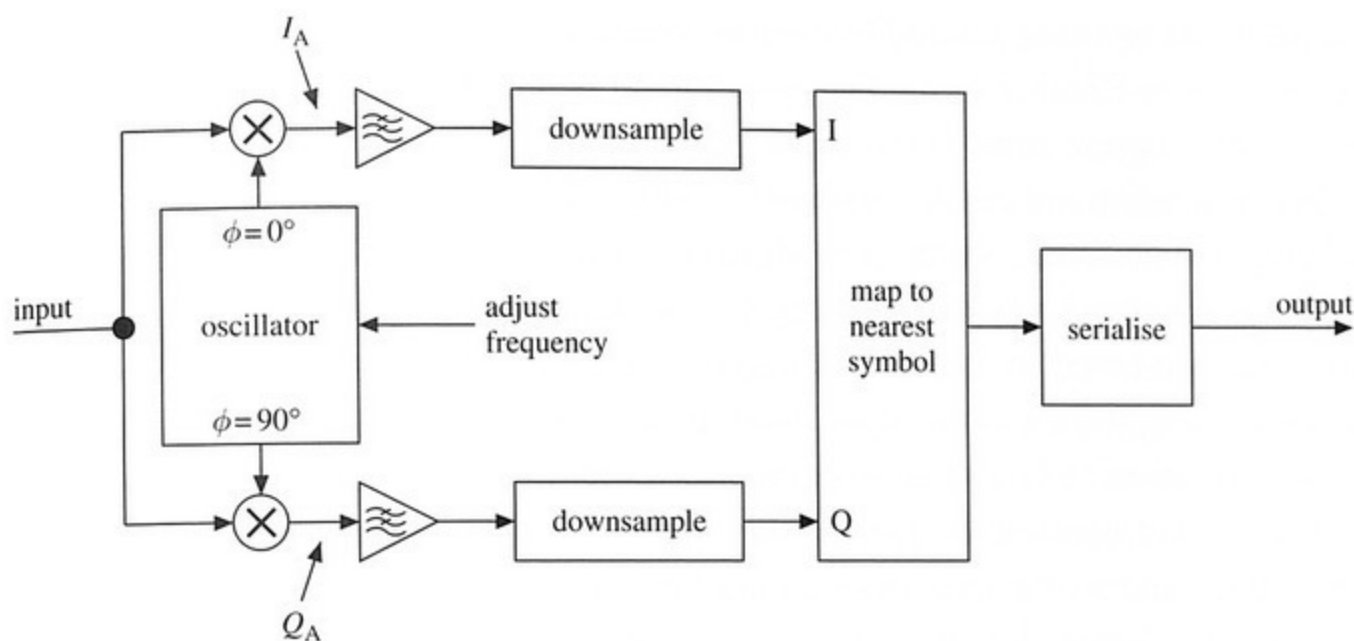 I_A
downsample
I
ϕ=0°
input
oscillator
adjust
frequency
map to
nearest
symbol
serialise
output
ϕ=90°
downsample
Q
Q_A